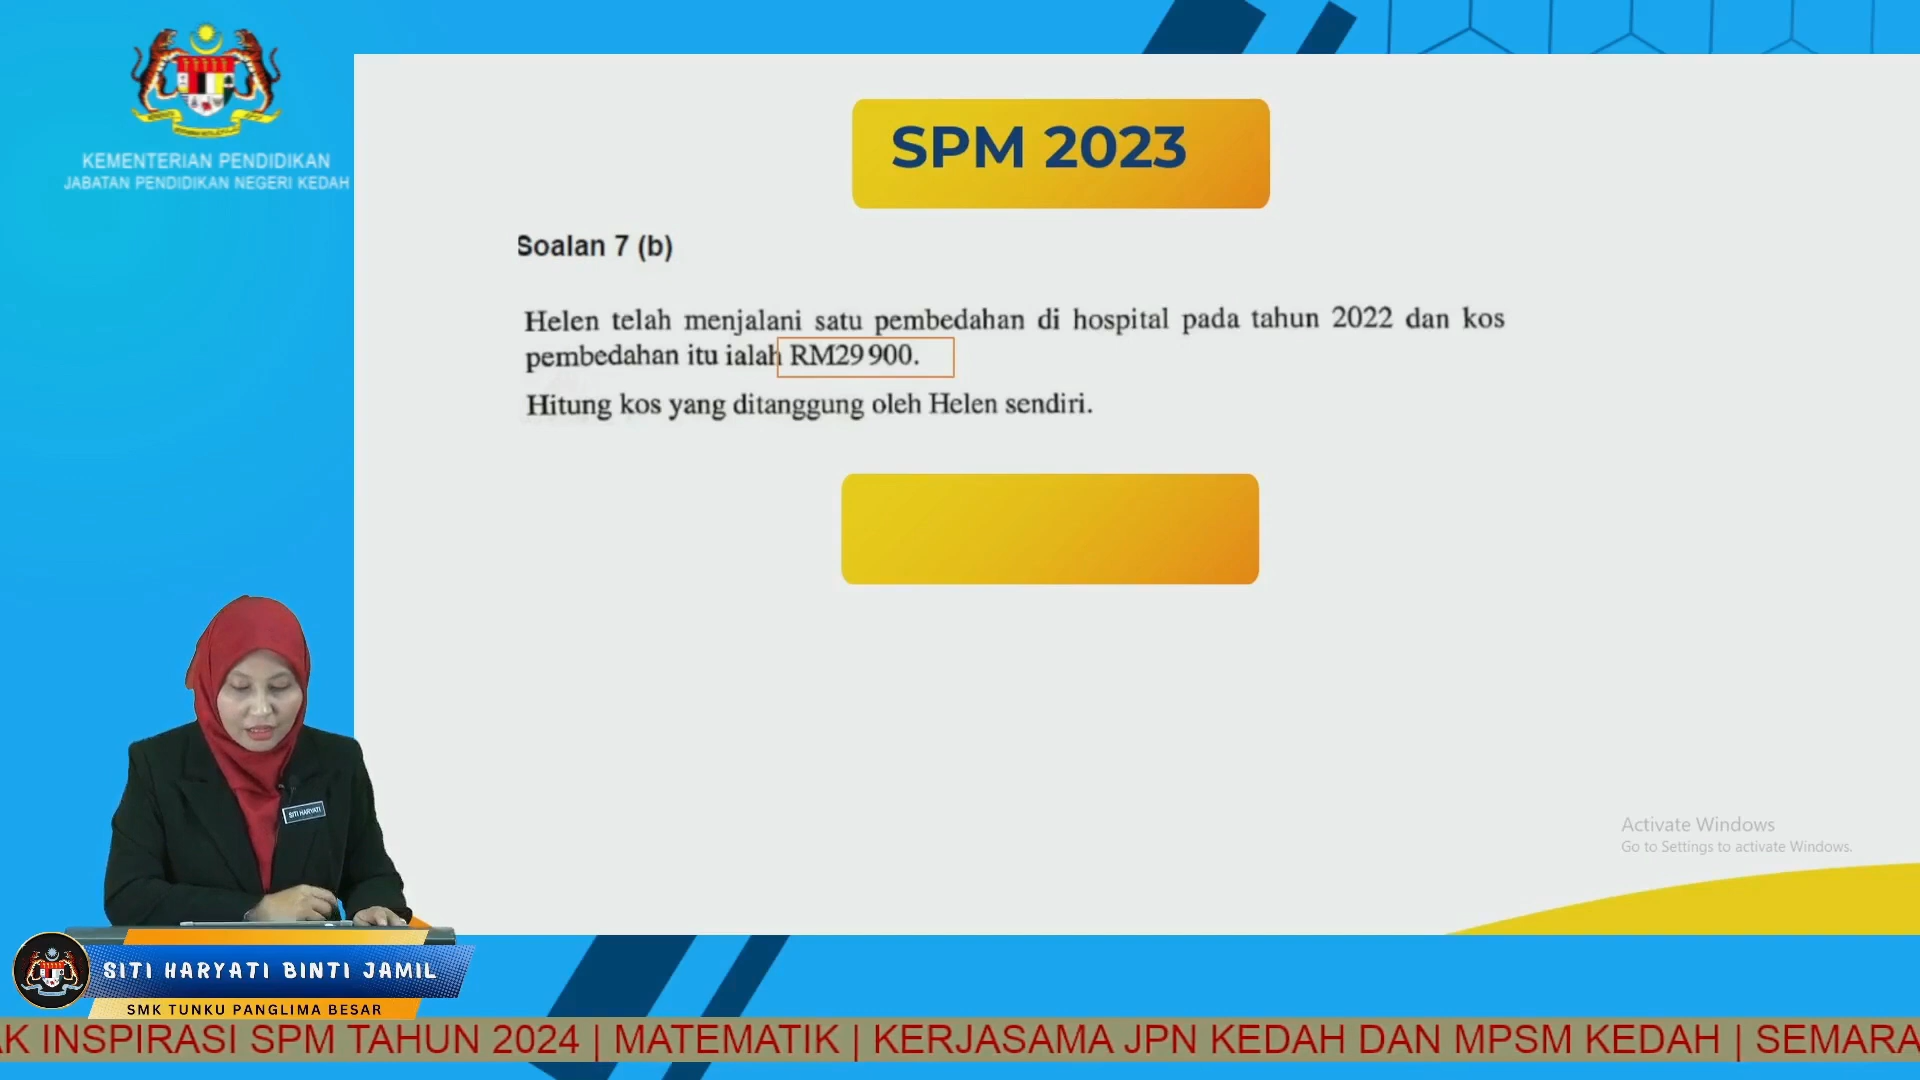 KEMENTERIAN PENDIDIKAN
JABATAN PENDIDIKAN NEGERI KEDAH
SPM 2023
Soalan 7 (b)
Helen telah menjalani satu pembedahan di hospital pada tahun 2022 dan kos
pembedahan itu ialah RM29 900.
Hitung kos yang ditanggung oleh Helen sendiri.
Activate Windows
Go to Settings to activate Windows.
SITI HARYATI
SITI HARYATI BINTI JAMIL
SMK TUNKU PANGLIMA BESAR
AK INSPIRASI SPM TAHUN 2024 | MATEMATIK | KERJASAMA JPN KEDAH DAN MPSM KEDAH | SEMARA